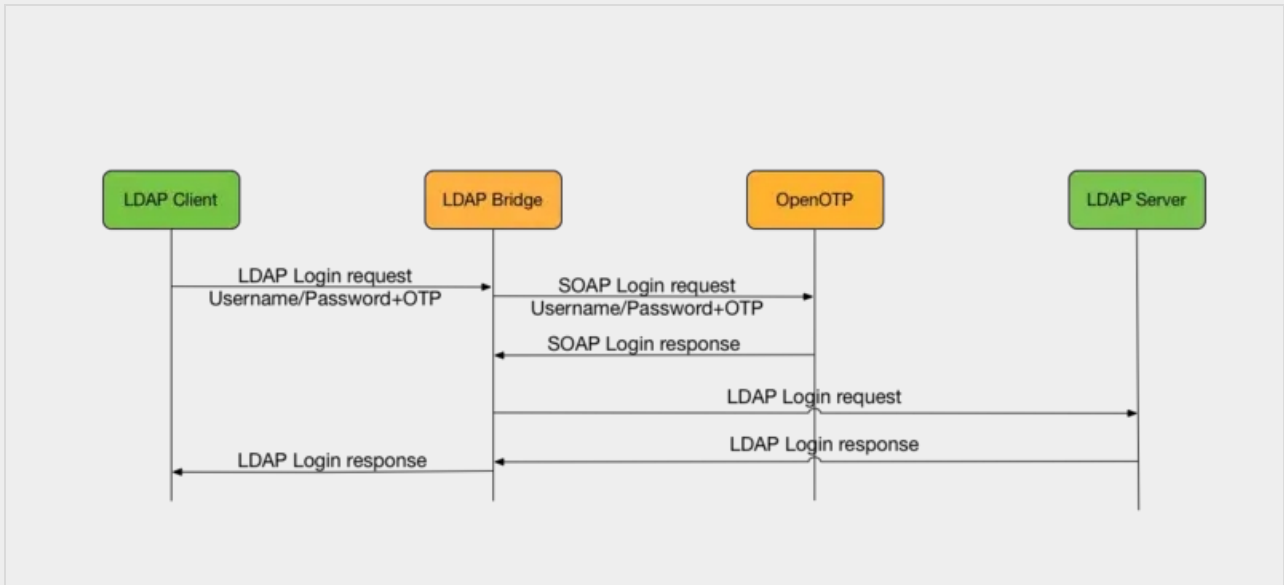 LDAP Client
LDAP Bridge
OpenOTP
LDAP Server
LDAP Login request
Username/Password+OTP
SOAP Login request
Username/Password+OTP
SOAP Login response
LDAP Login request
LDAP Login response
LDAP Login response